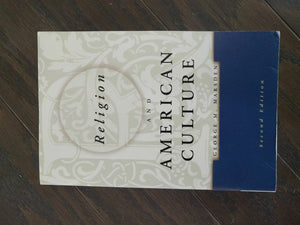 Religion
AND
AMERICAN
CULTURE
GEORGE M. MARSDEN
Second Edition